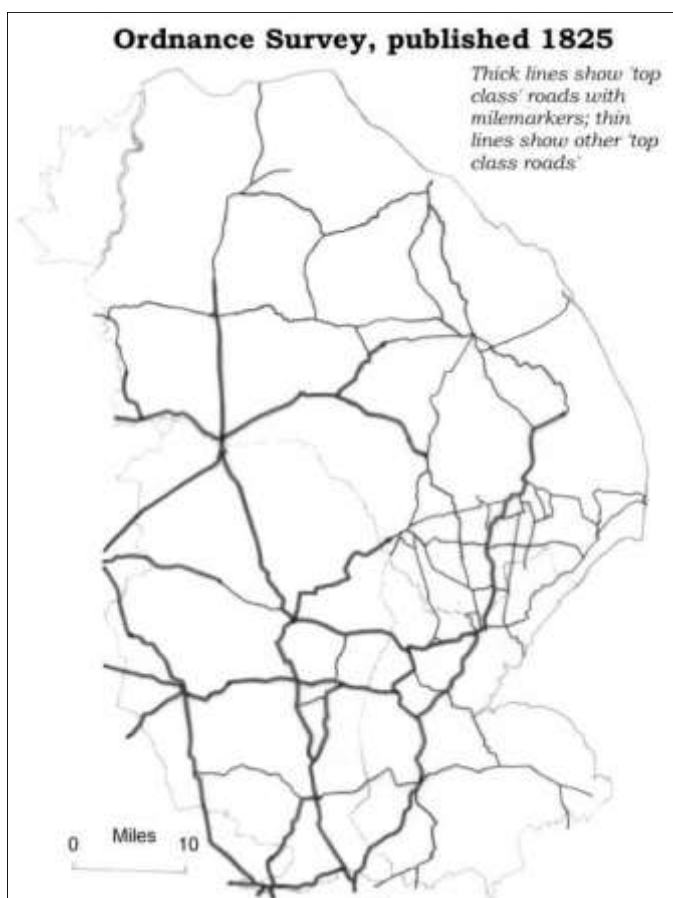 Ordnance Survey, published 1825
Thick lines show 'top
class' roads with
milemarkers; thin
lines show other 'top
class roads'
0 Miles 10